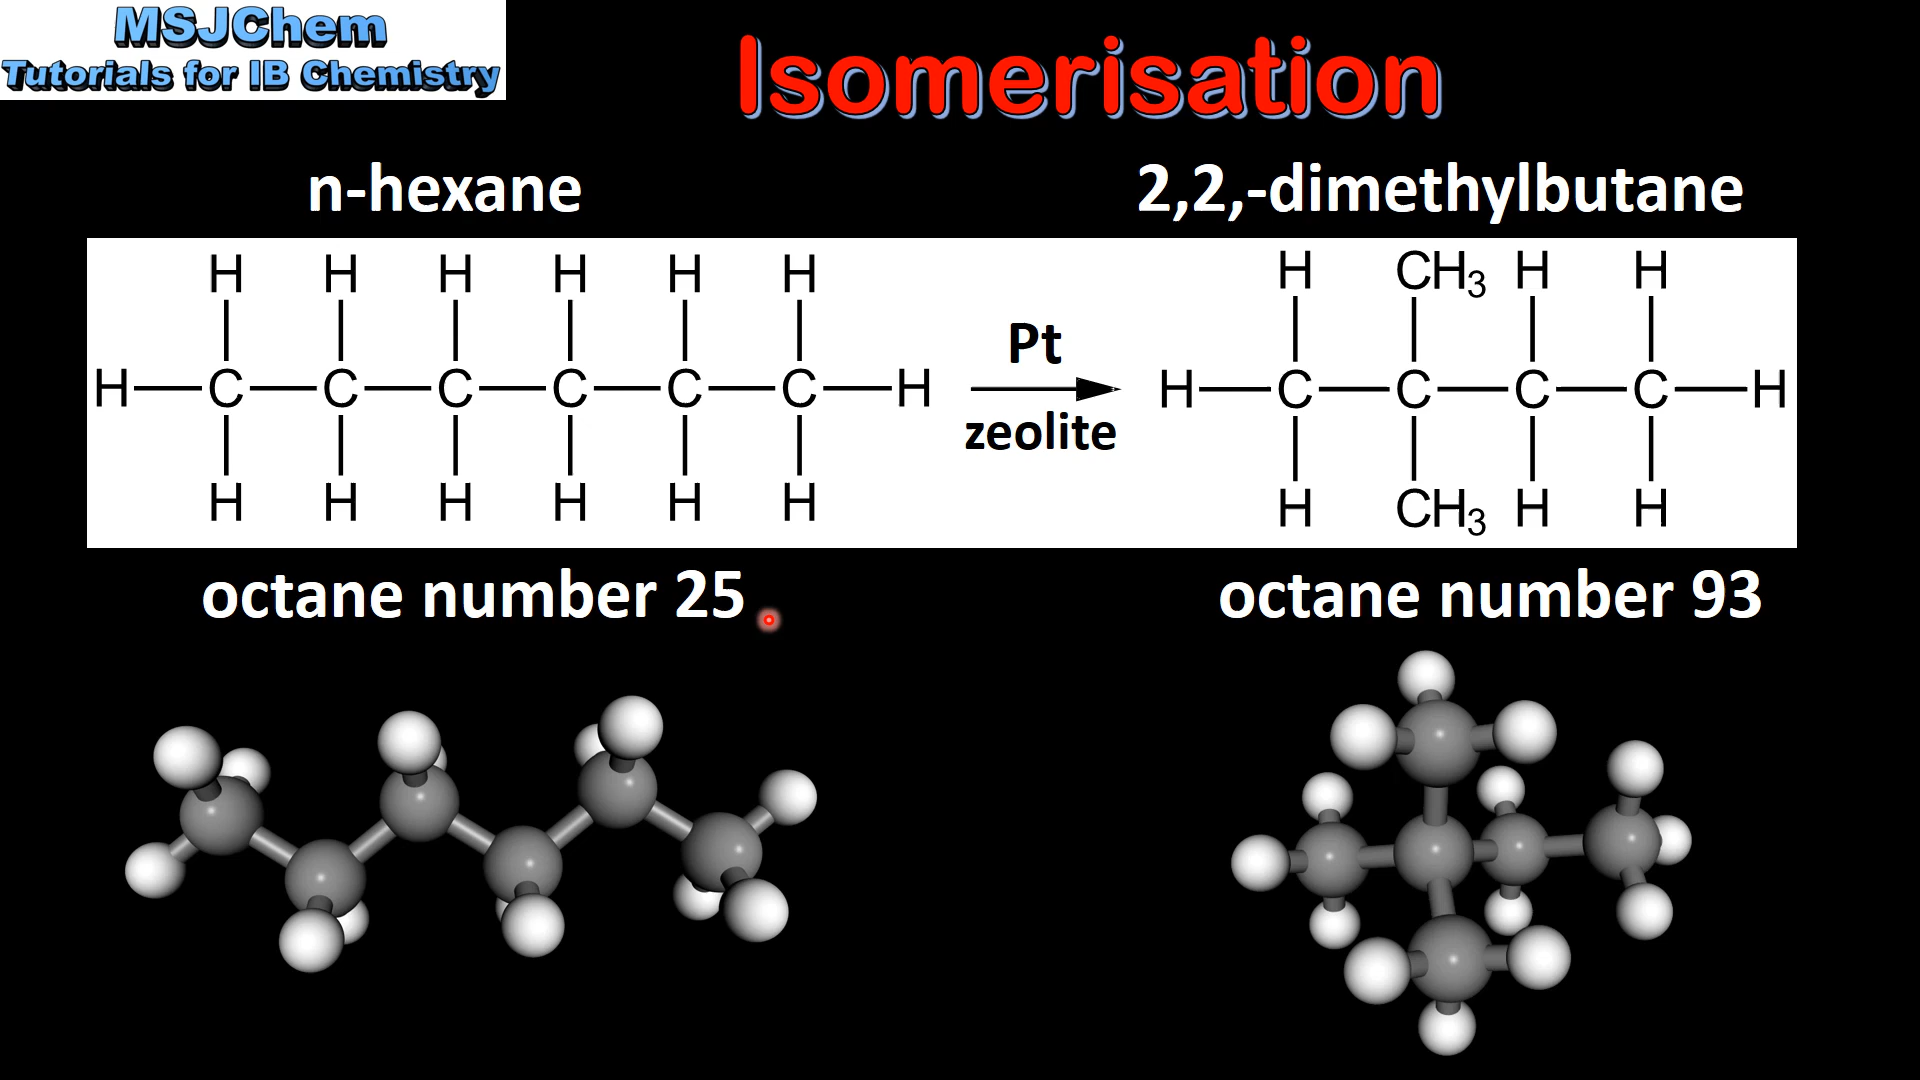 MSJChem
Tutorials for IB Chemistry
Isomerisation
n-hexane
2,2,-dimethylbutane
H H H H H H
H C C C C C C H
H H H H H H
Pt
zeolite
H CH3 H H
H C C C C H
H CH3 H H
octane number 25
octane number 93